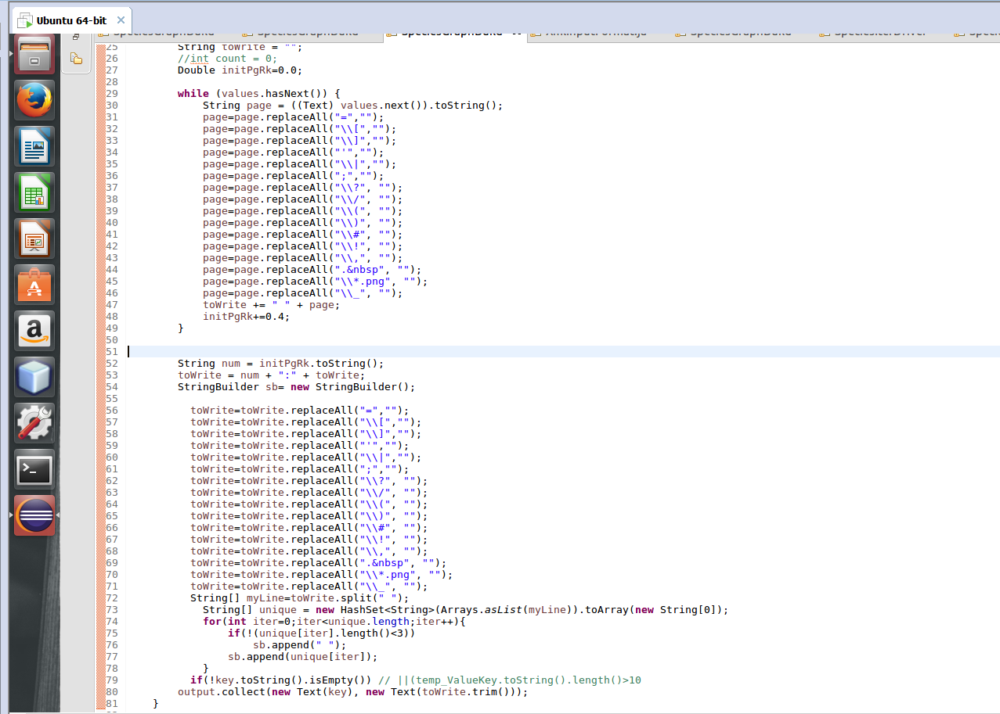 Ubuntu 64-bit
25 String toWrite = "";
26 //int count = 0;
27 Double initPgRk=0.0;
28
29 while (values.hasNext()) {
30 String page = ((Text) values.next()).toString();
31 page=page.replaceAll("=","");
32 page=page.replaceAll("\\[","");
33 page=page.replaceAll("\\]","");
34 page=page.replaceAll("'","");
35 page=page.replaceAll("\\|","");
36 page=page.replaceAll(";","");
37 page=page.replaceAll("\\?", "");
38 page=page.replaceAll("\\/", "");
39 page=page.replaceAll("\\(", "");
40 page=page.replaceAll("\\)", "");
41 page=page.replaceAll("\\#", "");
42 page=page.replaceAll("\\!", "");
43 page=page.replaceAll("\\,", "");
44 page=page.replaceAll(".&nbsp", "");
45 page=page.replaceAll("\\*.png", "");
46 page=page.replaceAll("\\_", "");
47 toWrite += " " + page;
48 initPgRk+=0.4;
49 }
50
51
52 String num = initPgRk.toString();
53 toWrite = num + ":" + toWrite;
54 StringBuilder sb= new StringBuilder();
55
56 toWrite=toWrite.replaceAll("=","");
57 toWrite=toWrite.replaceAll("\\[","");
58 toWrite=toWrite.replaceAll("\\]","");
59 toWrite=toWrite.replaceAll("'","");
60 toWrite=toWrite.replaceAll("\\|","");
61 toWrite=toWrite.replaceAll(";","");
62 toWrite=toWrite.replaceAll("\\?", "");
63 toWrite=toWrite.replaceAll("\\/", "");
64 toWrite=toWrite.replaceAll("\\(", "");
65 toWrite=toWrite.replaceAll("\\)", "");
66 toWrite=toWrite.replaceAll("\\#", "");
67 toWrite=toWrite.replaceAll("\\!", "");
68 toWrite=toWrite.replaceAll("\\,", "");
69 toWrite=toWrite.replaceAll(".&nbsp", "");
70 toWrite=toWrite.replaceAll("\\*.png", "");
71 toWrite=toWrite.replaceAll("\\_", "");
72 String[] myLine=toWrite.split(" ");
73 String[] unique = new HashSet<String>(Arrays.asList(myLine)).toArray(new String[0]);
74 for(int iter=0;iter<unique.length;iter++){
75 if(!(unique[iter].length()<3))
76 sb.append(" ");
77 sb.append(unique[iter]);
78 }
79 if(!key.toString().isEmpty()) // ||(temp_ValueKey.toString().length()>10
80 output.collect(new Text(key), new Text(toWrite.trim()));
81 }